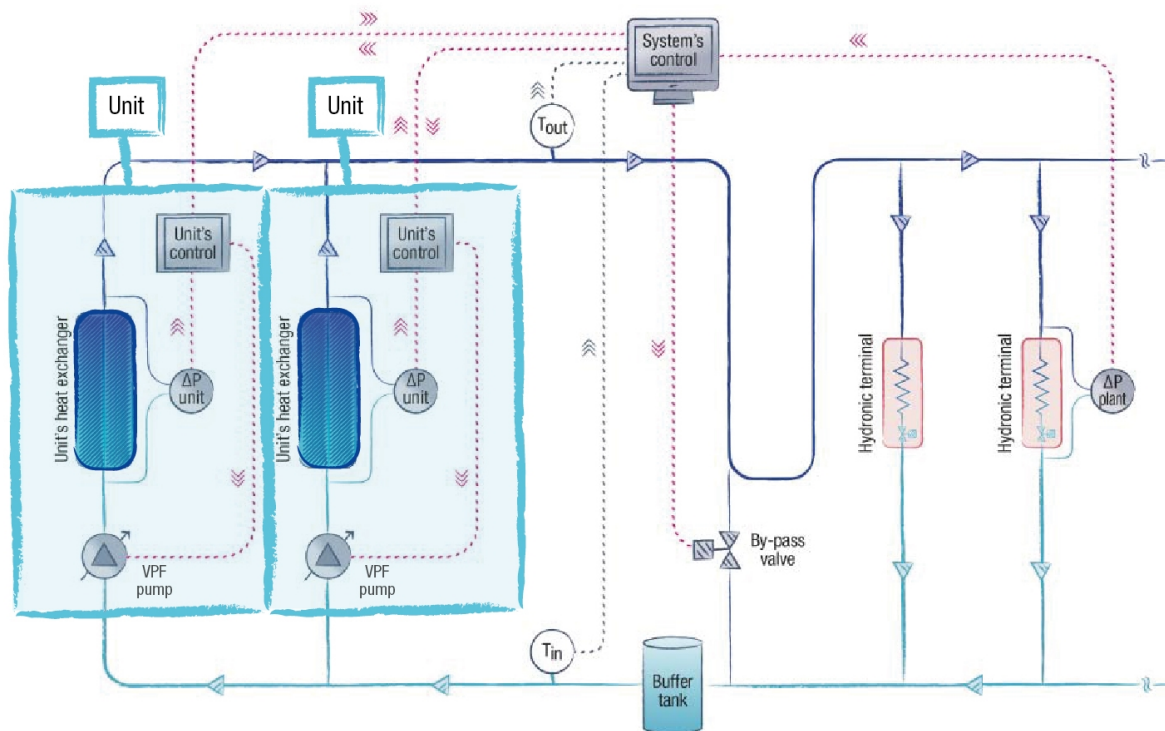 System's
control
Unit
Unit
Tout
Unit's
control
Unit's
control
Unit's heat exchanger
ΔP
unit
Unit's heat exchanger
ΔP
unit
Hydronic terminal
Hydronic terminal
ΔP
plant
VPF
pump
VPF
pump
By-pass
valve
Tin
Buffer
tank